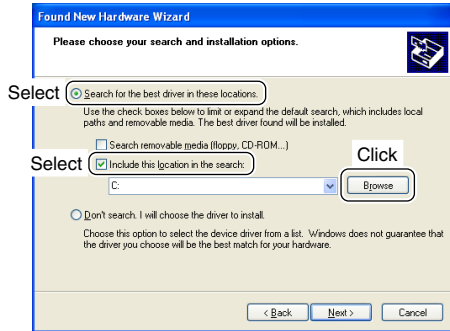 Found New Hardware Wizard
Please choose your search and installation options.
Select
Search for the best driver in these locations.
Use the check boxes below to limit or expand the default search, which includes local
paths and removable media. The best driver found will be installed.
Search removable media (floppy, CD-ROM...)
Select
Include this location in the search:
Click
C:
Browse
Don't search. I will choose the driver to install.
Choose this option to select the device driver from a list. Windows does not guarantee that
the driver you choose will be the best match for your hardware.
< Back
Next >
Cancel